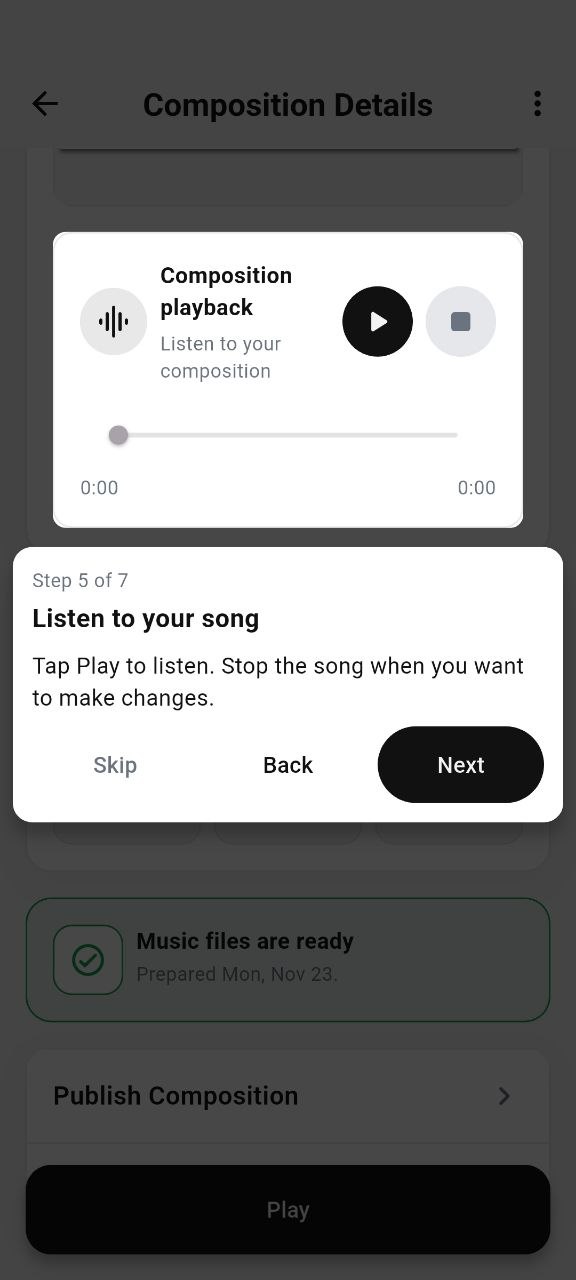 Composition Details
Composition
playback
Listen to your
composition
0:00
0:00
Step 5 of 7
Listen to your song
Tap Play to listen. Stop the song when you want
to make changes.
Skip
Back
Next
Music files are ready
Prepared Mon, Nov 23.
Publish Composition
Play